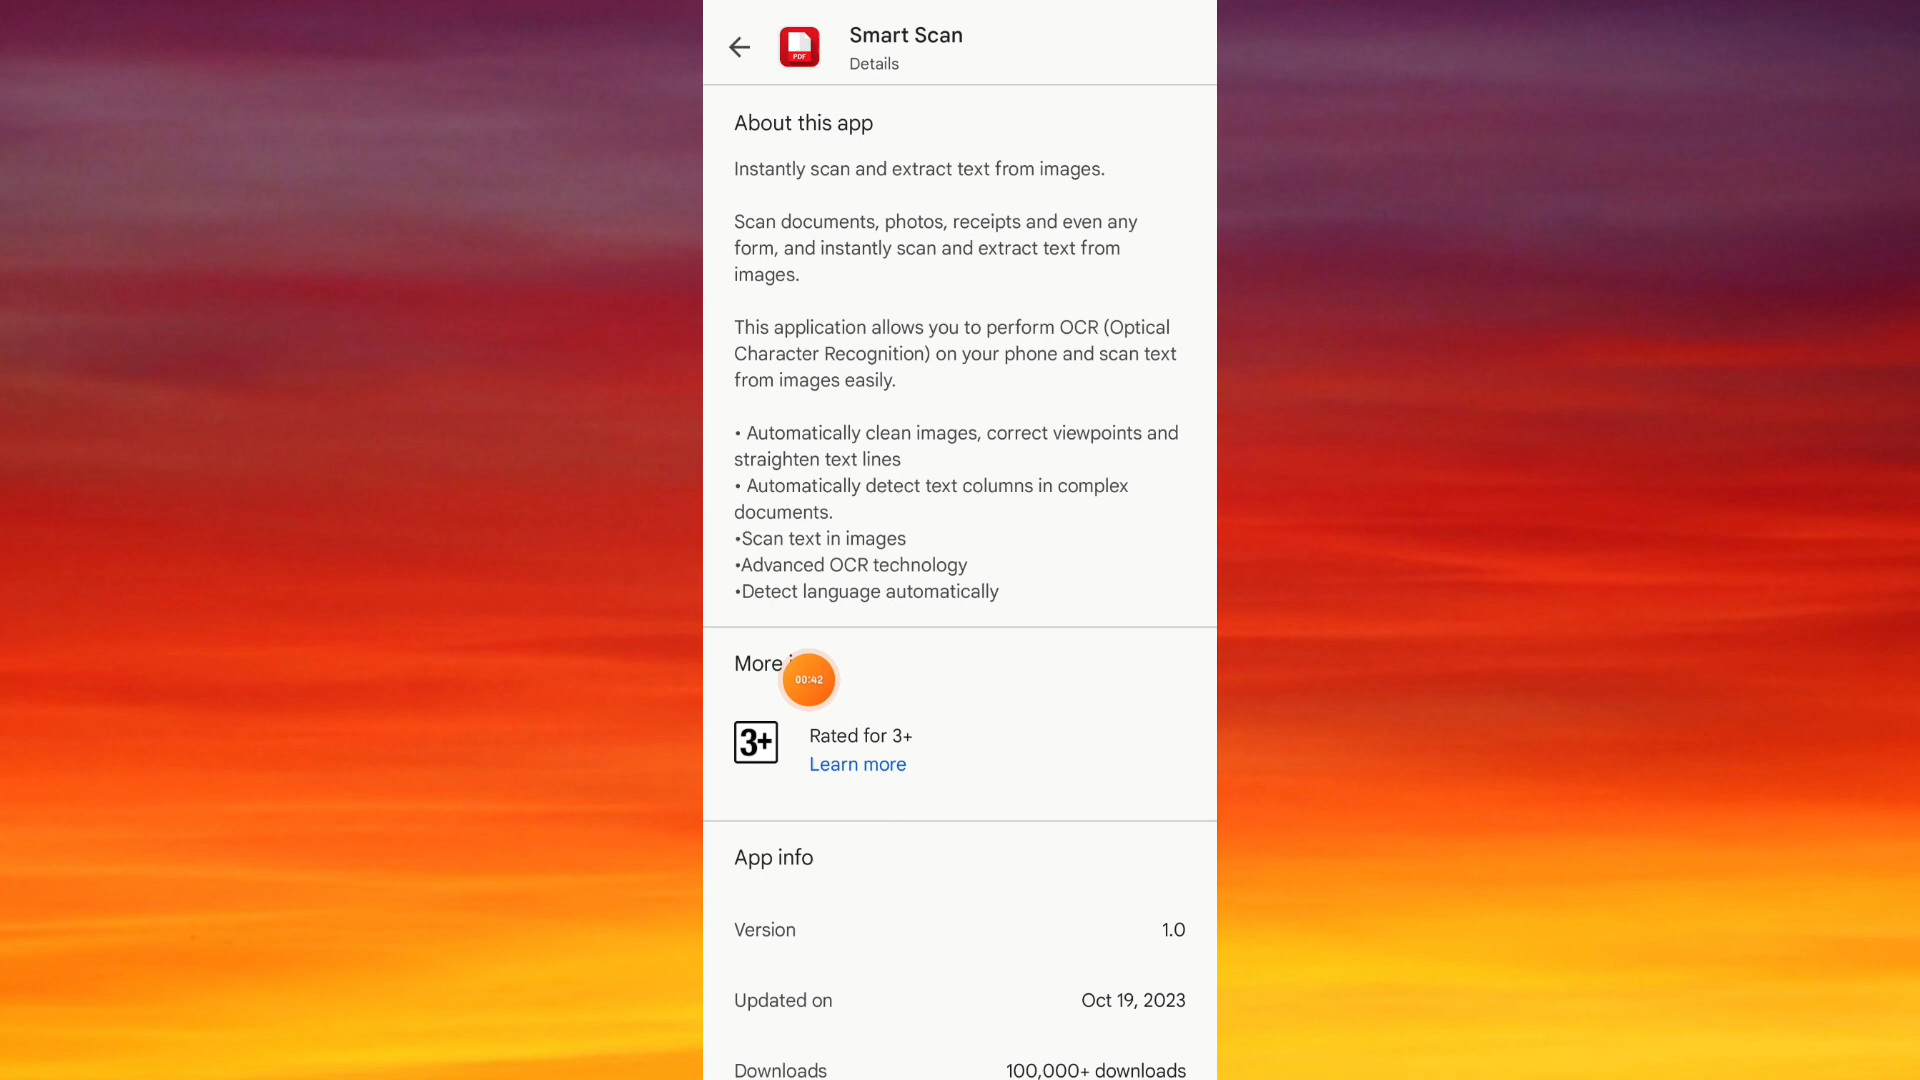 Smart Scan
PDF
Details
About this app
Instantly scan and extract text from images.
Scan documents, photos, receipts and even any
form, and instantly scan and extract text from
images.
This application allows you to perform OCR (Optical
Character Recognition) on your phone and scan text
from images easily.
• Automatically clean images, correct viewpoints and
straighten text lines
• Automatically detect text columns in complex
documents.
•Scan text in images
•Advanced OCR technology
•Detect language automatically
More
00:42
3+
Rated for 3+
Learn more
App info
Version 1.0
Updated on Oct 19, 2023
Downloads 100,000+ downloads